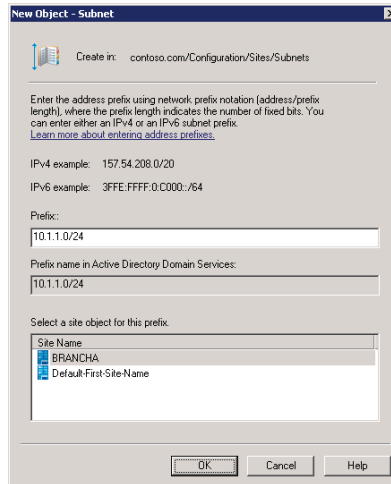 New Object - Subnet
Create in: contoso.com/Configuration/Sites/Subnets
Enter the address prefix using network prefix notation (address/prefix
length), where the prefix length indicates the number of fixed bits. You
can enter either an IPv4 or an IPv6 subnet prefix.
Learn more about entering address prefixes.
IPv4 example: 157.54.208.0/20
IPv6 example: 3FFE:FFFF:0:C000::/64
Prefix::
10.1.1.0/24
Prefix name in Active Directory Domain Services:
10.1.1.0/24
Select a site object for this prefix.
Site Name
BRANCHA
Default-First-Site-Name
OK Cancel Help